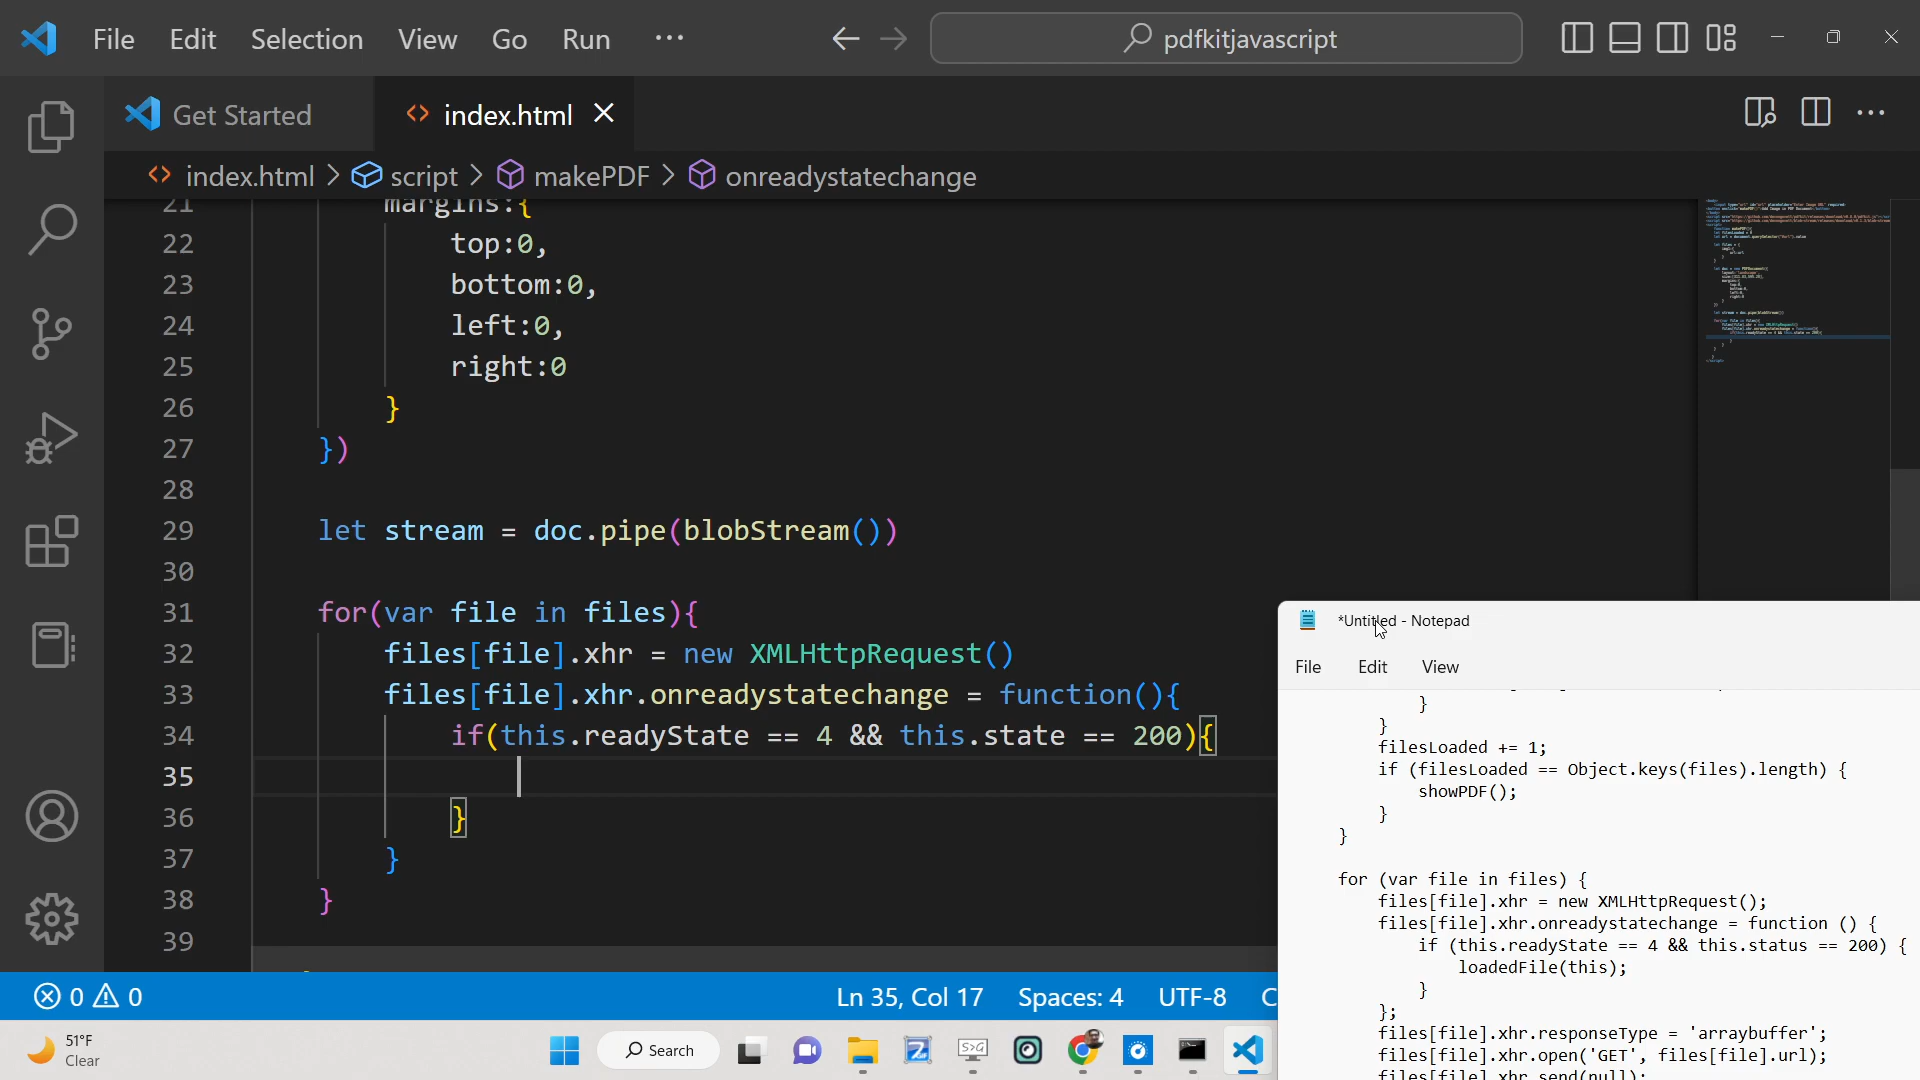 File Edit Selection View Go Run ···
pdfkitjavascript
Get Started
index.html
index.html > script > makePDF > onreadystatechange
21 margins:{
22 top:0,
23 bottom:0,
24 left:0,
25 right:0
26 }
27 })
28
29 let stream = doc.pipe(blobStream())
30
31 for(var file in files){
32 files[file].xhr = new XMLHttpRequest()
33 files[file].xhr.onreadystatechange = function(){
34 if(this.readyState == 4 && this.state == 200){
35
36 }
37 }
38 }
39
*Untitled - Notepad
File Edit View
}
}
filesLoaded += 1;
if (filesLoaded == Object.keys(files).length) {
showPDF();
}
}
for (var file in files) {
files[file].xhr = new XMLHttpRequest();
files[file].xhr.onreadystatechange = function () {
if (this.readyState == 4 && this.status == 200) {
loadedFile(this);
}
};
files[file].xhr.responseType = 'arraybuffer';
files[file].xhr.open('GET', files[file].url);
files[file].xhr.send(null);
0 0
Ln 35, Col 17 Spaces: 4 UTF-8
51°F
Clear
Search